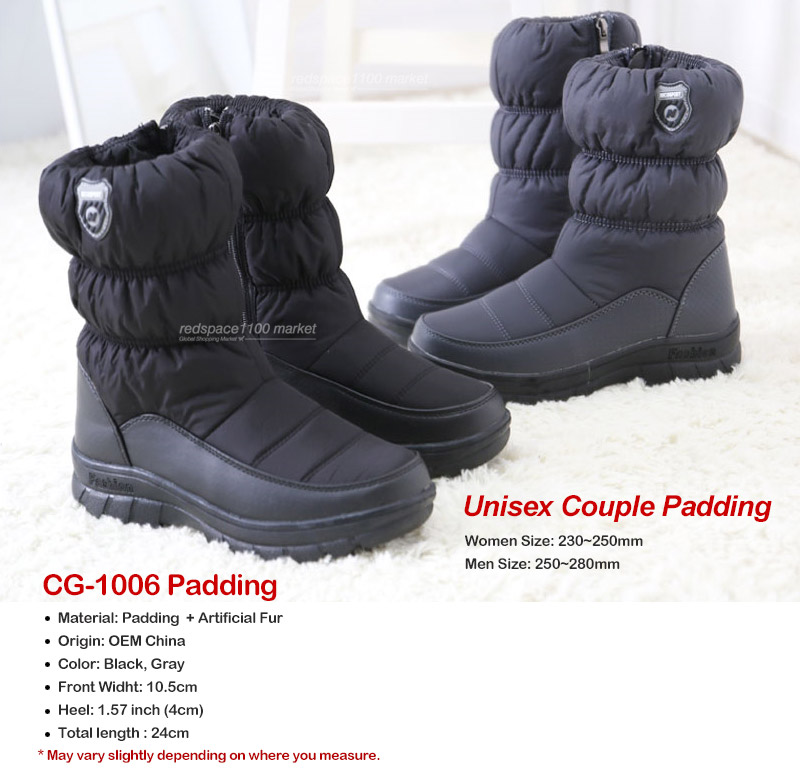 redspace1100 market
redspace1100 market
Global Shopping Market
Fashion
Fashion
Unisex Couple Padding
Women Size: 230~250mm
Men Size: 250~280mm
CG-1006 Padding
• Material: Padding + Artificial Fur
• Origin: OEM China
• Color: Black, Gray
• Front Widht: 10.5cm
• Heel: 1.57 inch (4cm)
• Total length : 24cm
* May vary slightly depending on where you measure.